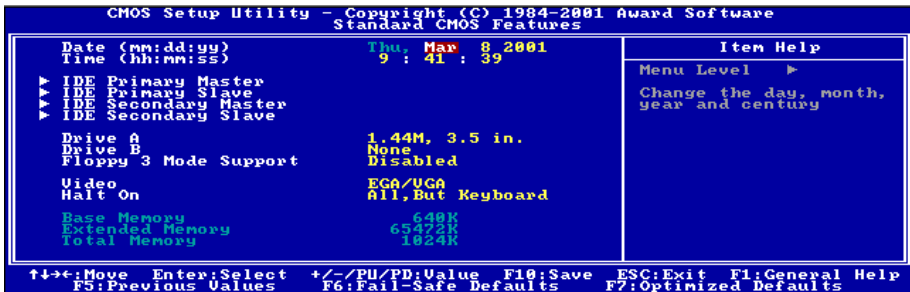 CMOS Setup Utility - Copyright (C) 1984-2001 Award Software
Standard CMOS Features
Date (mm:dd:yy) Thu, Mar 8 2001
Time (hh:mm:ss) 9 : 41 : 39
► IDE Primary Master
► IDE Primary Slave
► IDE Secondary Master
► IDE Secondary Slave
Drive A 1.44M, 3.5 in.
Drive B None
Floppy 3 Mode Support Disabled
Video EGA/VGA
Halt On All,But Keyboard
Base Memory 640K
Extended Memory 65472K
Total Memory 1024K
Item Help
Menu Level ►
Change the day, month,
year and century
↑↓→←:Move Enter:Select +/-/PU/PD:Value F10:Save ESC:Exit F1:General Help
F5:Previous Values F6:Fail-Safe Defaults F7:Optimized Defaults